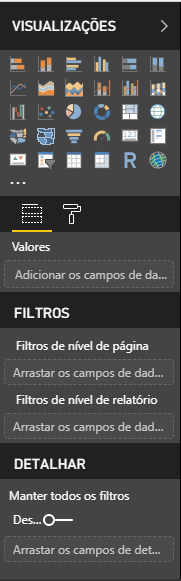 VISUALIZAÇÕES
R
...
Valores
Adicionar os campos de da...
FILTROS
Filtros de nível de página
Arrastar os campos de dad...
Filtros de nível de relatório
Arrastar os campos de dad...
DETALHAR
Manter todos os filtros
Des...
Arrastar os campos de det...